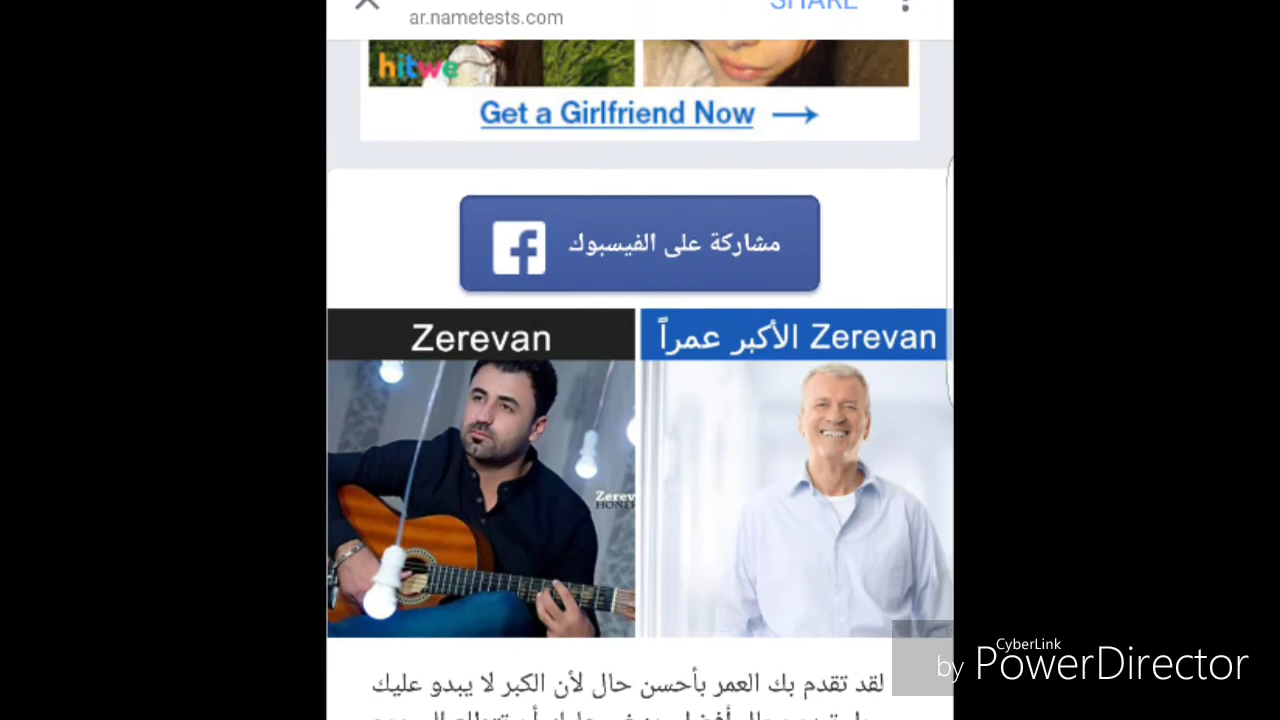 ar.nametests.com
SHARE
hitwe
Get a Girlfriend Now
مشاركة على الفيسبوك
Zerevan
Zerevan الأكبر عمراً
Zerev
لقد تقدم بك العمر بأحسن حال لأن الكبر لا يبدو عليك
CyberLink
by PowerDirector